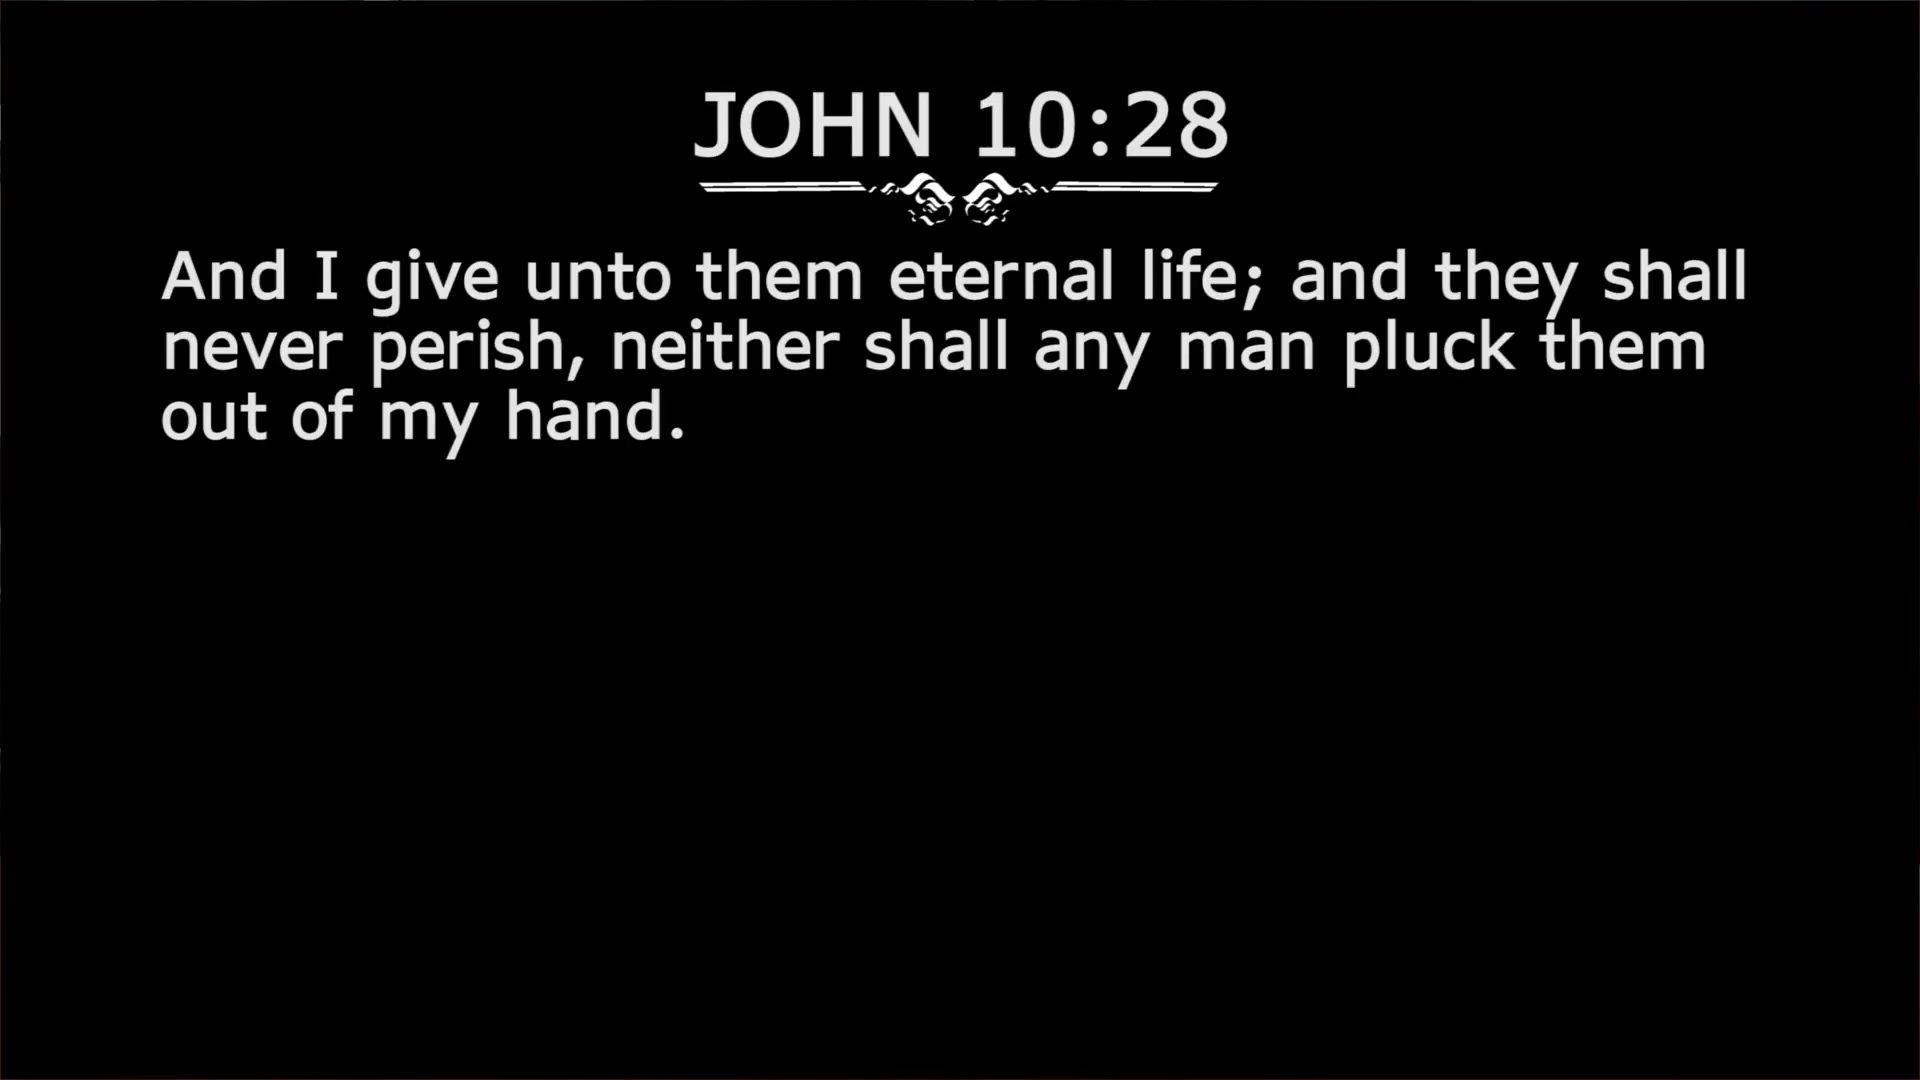 JOHN 10:28
And I give unto them eternal life; and they shall
never perish, neither shall any man pluck them
out of my hand.